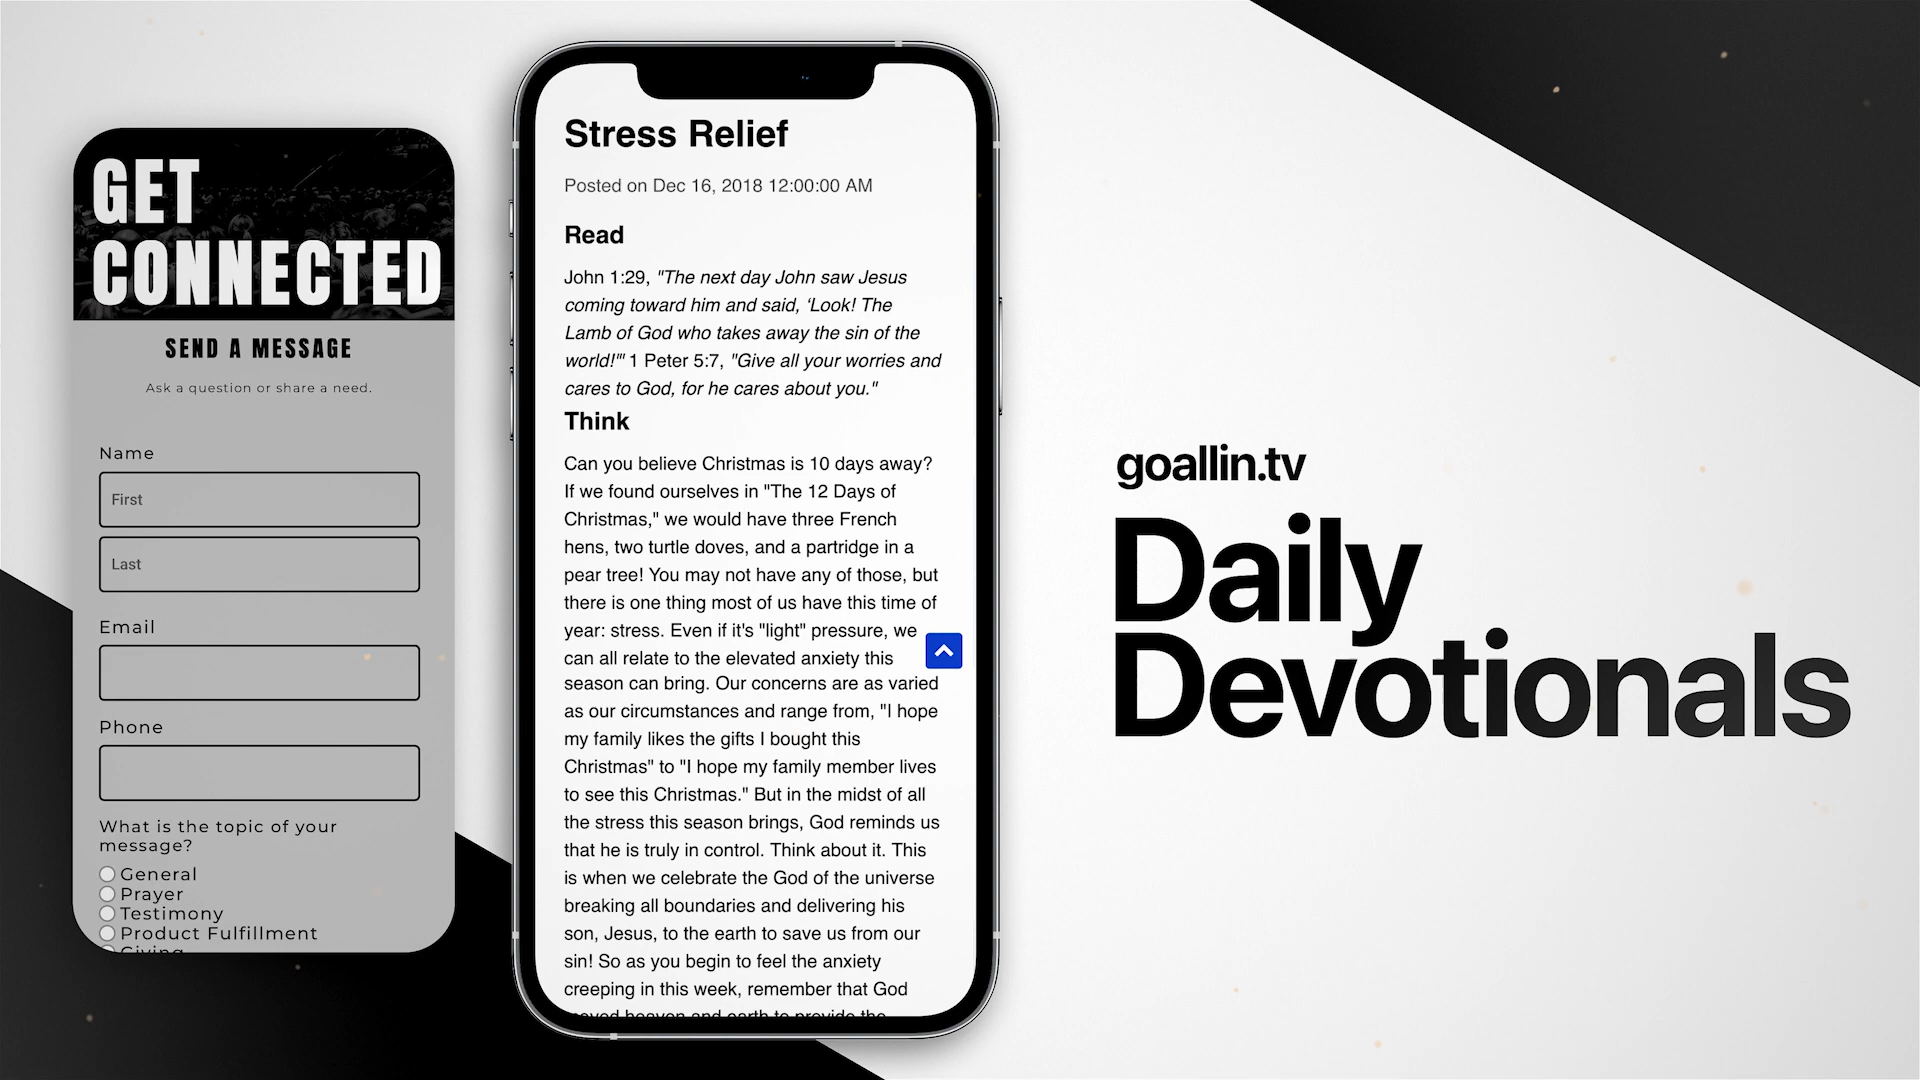 GET
CONNECTED
SEND A MESSAGE
Ask a question or share a need.
Name
First
Last
Email
Phone
What is the topic of your
message?
General
Prayer
Testimony
Product Fulfillment
Giving
Stress Relief
Posted on Dec 16, 2018 12:00:00 AM
Read
John 1:29, "The next day John saw Jesus
coming toward him and said, ‘Look! The
Lamb of God who takes away the sin of the
world!'" 1 Peter 5:7, "Give all your worries and
cares to God, for he cares about you."
Think
Can you believe Christmas is 10 days away?
If we found ourselves in "The 12 Days of
Christmas," we would have three French
hens, two turtle doves, and a partridge in a
pear tree! You may not have any of those, but
there is one thing most of us have this time of
year: stress. Even if it's "light" pressure, we
can all relate to the elevated anxiety this
season can bring. Our concerns are as varied
as our circumstances and range from, "I hope
my family likes the gifts I bought this
Christmas" to "I hope my family member lives
to see this Christmas." But in the midst of all
the stress this season brings, God reminds us
that he is truly in control. Think about it. This
is when we celebrate the God of the universe
breaking all boundaries and delivering his
son, Jesus, to the earth to save us from our
sin! So as you begin to feel the anxiety
creeping in this week, remember that God
moved heaven and earth to provide the
goallin.tv
Daily
Devotionals